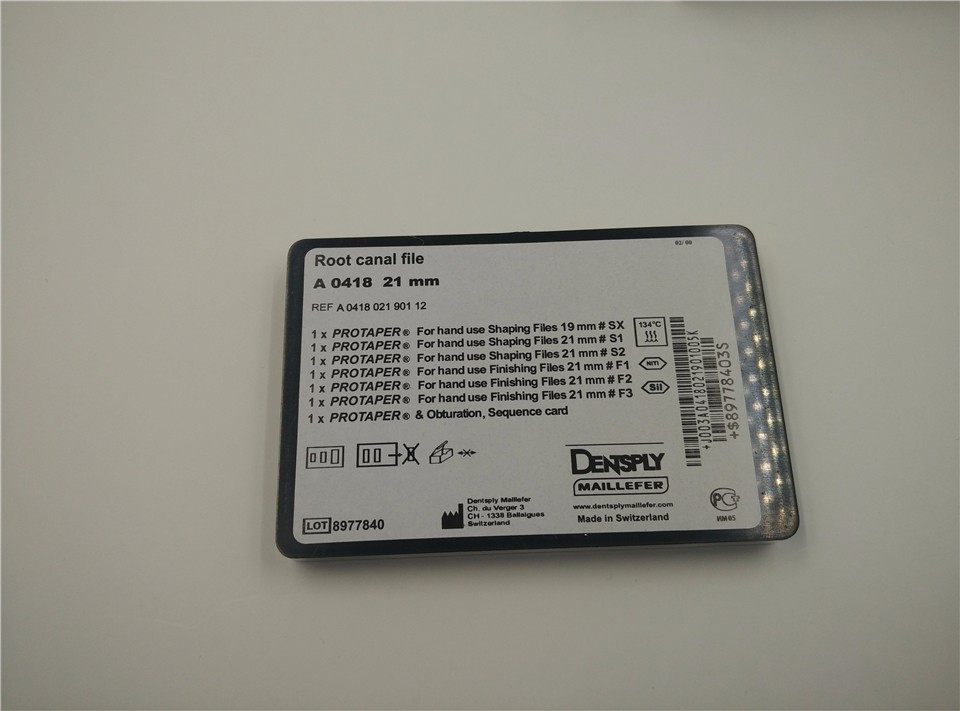 02/ 00
Root canal file
A 0418 21 mm
REF A 0418 021 901 12
1 x PROTAPER® For hand use Shaping Files 19 mm # SX
1 x PROTAPER® For hand use Shaping Files 21 mm # S1
1 x PROTAPER® For hand use Shaping Files 21 mm # S2
1 x PROTAPER® For hand use Finishing Files 21 mm # F1
1 x PROTAPER® For hand use Finishing Files 21 mm # F2
1 x PROTAPER® For hand use Finishing Files 21 mm # F3
1 x PROTAPER® & Obturation, Sequence card
134°C
NiTi
Sil
+J003A0418021901005K
+$89778403S
DENTSPLY
MAILLEFER
www.dentsplymaillefer.com
Made in Switzerland
Dentsply Maillefer
Ch. du Verger 3
CH - 1338 Ballaigues
Switzerland
LOT 8977840
ИМ05